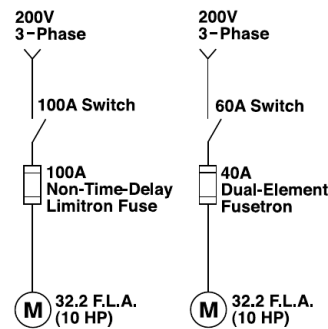 200V
3-Phase
100A Switch
100A
Non-Time-Delay
Limitron Fuse
M
32.2 F.L.A.
(10 HP)
200V
3-Phase
60A Switch
40A
Dual-Element
Fusetron
M
32.2 F.L.A.
(10 HP)